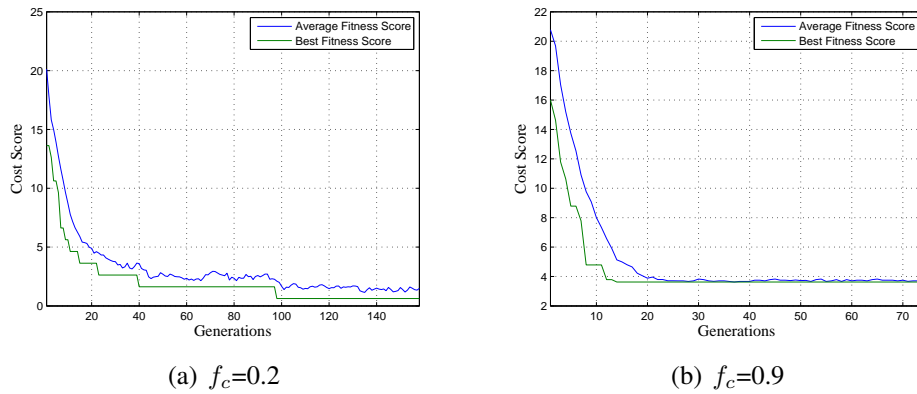 25
20
15
10
5
0
Cost Score
Average Fitness Score
Best Fitness Score
20 40 60 80 100 120 140
Generations
(a) f_c=0.2
22
20
18
16
14
12
10
8
6
4
2
Cost Score
Average Fitness Score
Best Fitness Score
10 20 30 40 50 60 70
Generations
(b) f_c=0.9